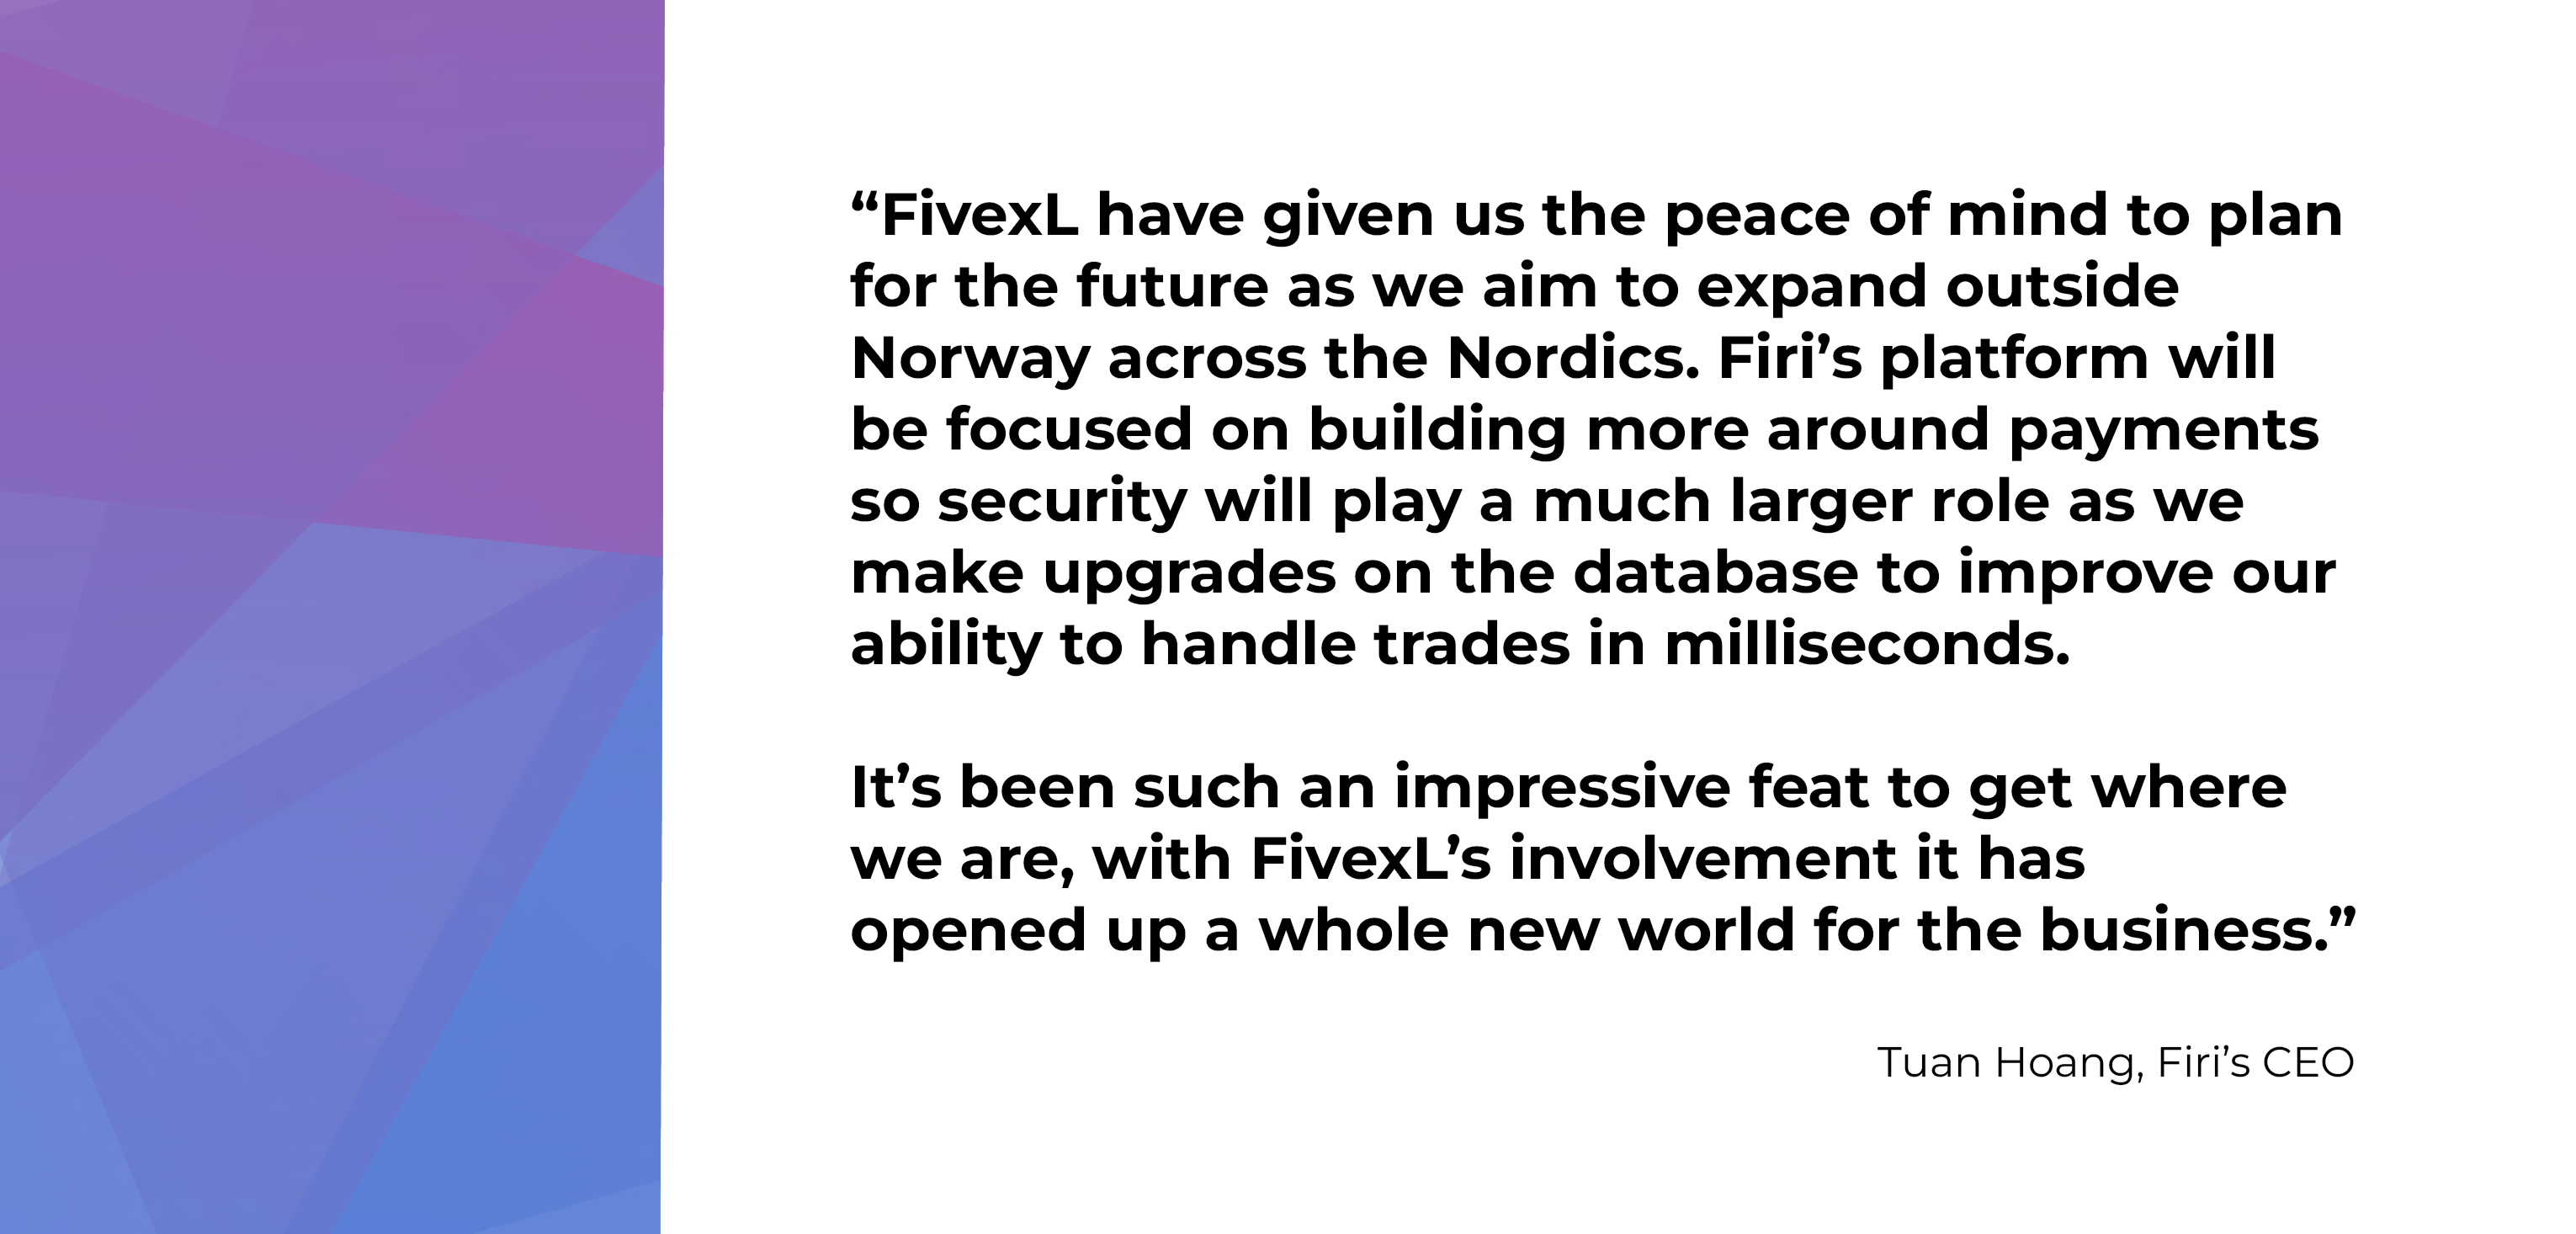 “FivexL have given us the peace of mind to plan
for the future as we aim to expand outside
Norway across the Nordics. Firi’s platform will
be focused on building more around payments
so security will play a much larger role as we
make upgrades on the database to improve our
ability to handle trades in milliseconds.
It’s been such an impressive feat to get where
we are, with FivexL’s involvement it has
opened up a whole new world for the business.”
Tuan Hoang, Firi’s CEO